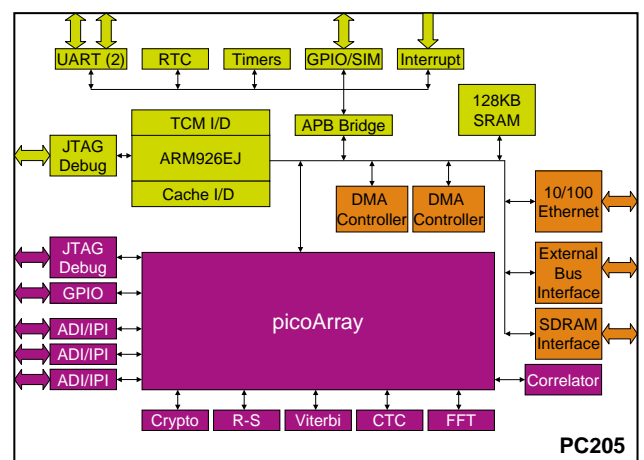 UART (2)
RTC
Timers
GPIO/SIM
Interrupt
128KB
SRAM
TCM I/D
APB Bridge
JTAG
Debug
ARM926EJ
Cache I/D
DMA
Controller
DMA
Controller
10/100
Ethernet
JTAG
Debug
External
Bus
Interface
GPIO
picoArray
SDRAM
Interface
ADI/IPI
ADI/IPI
ADI/IPI
Correlator
Crypto
R-S
Viterbi
CTC
FFT
PC205